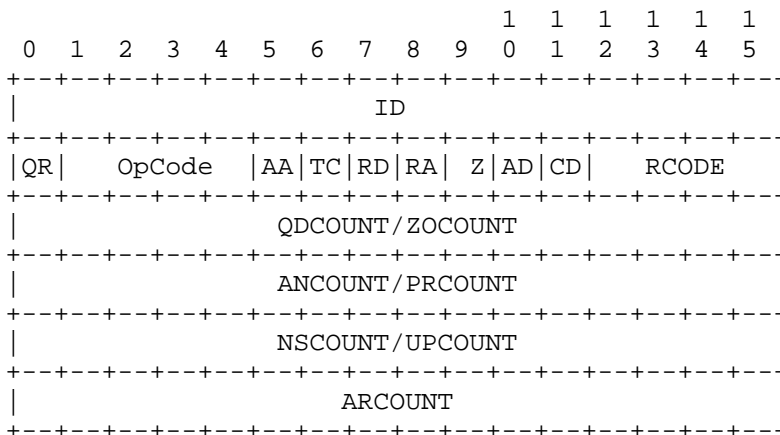 1  1  1  1  1  1
  0  1  2  3  4  5  6  7  8  9  0  1  2  3  4  5
+--+--+--+--+--+--+--+--+--+--+--+--+--+--+--+---
|                      ID
+--+--+--+--+--+--+--+--+--+--+--+--+--+--+--+---
|QR|   OpCode  |AA|TC|RD|RA| Z|AD|CD|   RCODE
+--+--+--+--+--+--+--+--+--+--+--+--+--+--+--+---
|                QDCOUNT/ZOCOUNT
+--+--+--+--+--+--+--+--+--+--+--+--+--+--+--+---
|                ANCOUNT/PRCOUNT
+--+--+--+--+--+--+--+--+--+--+--+--+--+--+--+---
|                NSCOUNT/UPCOUNT
+--+--+--+--+--+--+--+--+--+--+--+--+--+--+--+---
|                    ARCOUNT
+--+--+--+--+--+--+--+--+--+--+--+--+--+--+--+---